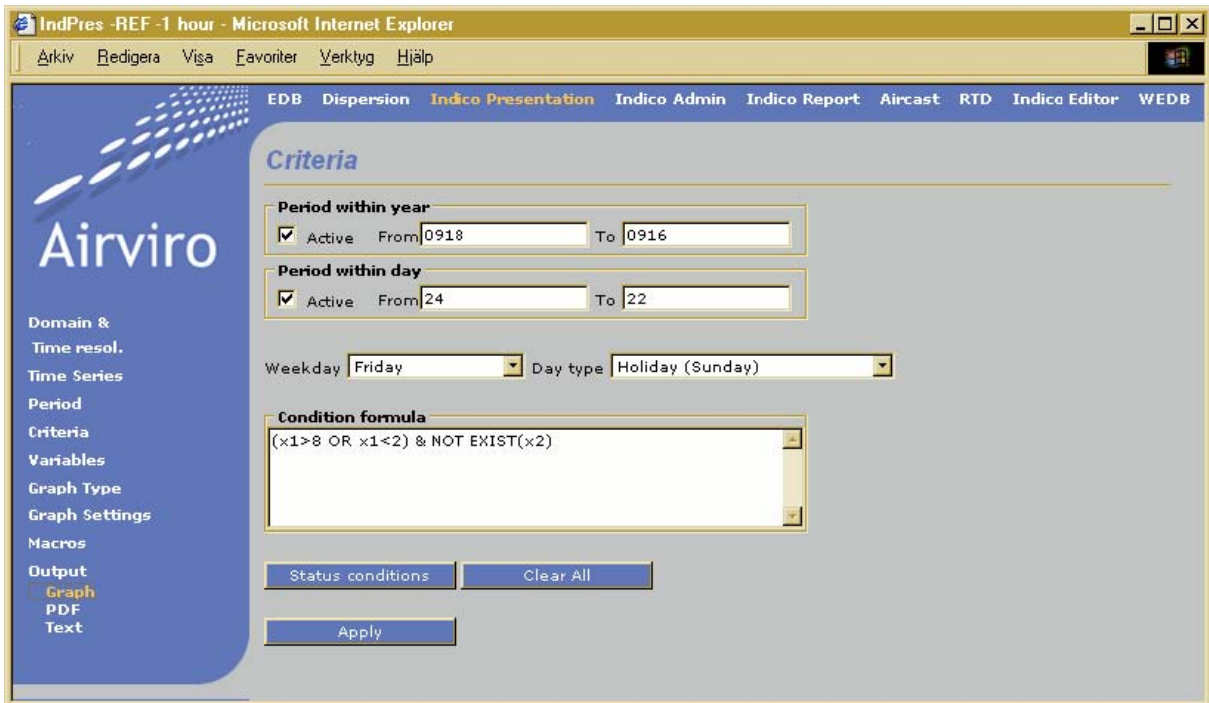 IndPres -REF -1 hour - Microsoft Internet Explorer
Arkiv Redigera Visa Favoriter Verktyg Hjälp
EDB Dispersion Indico Presentation Indico Admin Indico Report Aircast RTD Indico Editor WEDB
Airviro
Domain &
Time resol.
Time Series
Period
Criteria
Variables
Graph Type
Graph Settings
Macros
Output
Graph
PDF
Text
Criteria
Period within year
Active From 0918 To 0916
Period within day
Active From 24 To 22
Weekday Friday Day type Holiday (Sunday)
Condition formula
(x1>8 OR x1<2) & NOT EXIST(x2)
Status conditions Clear All
Apply